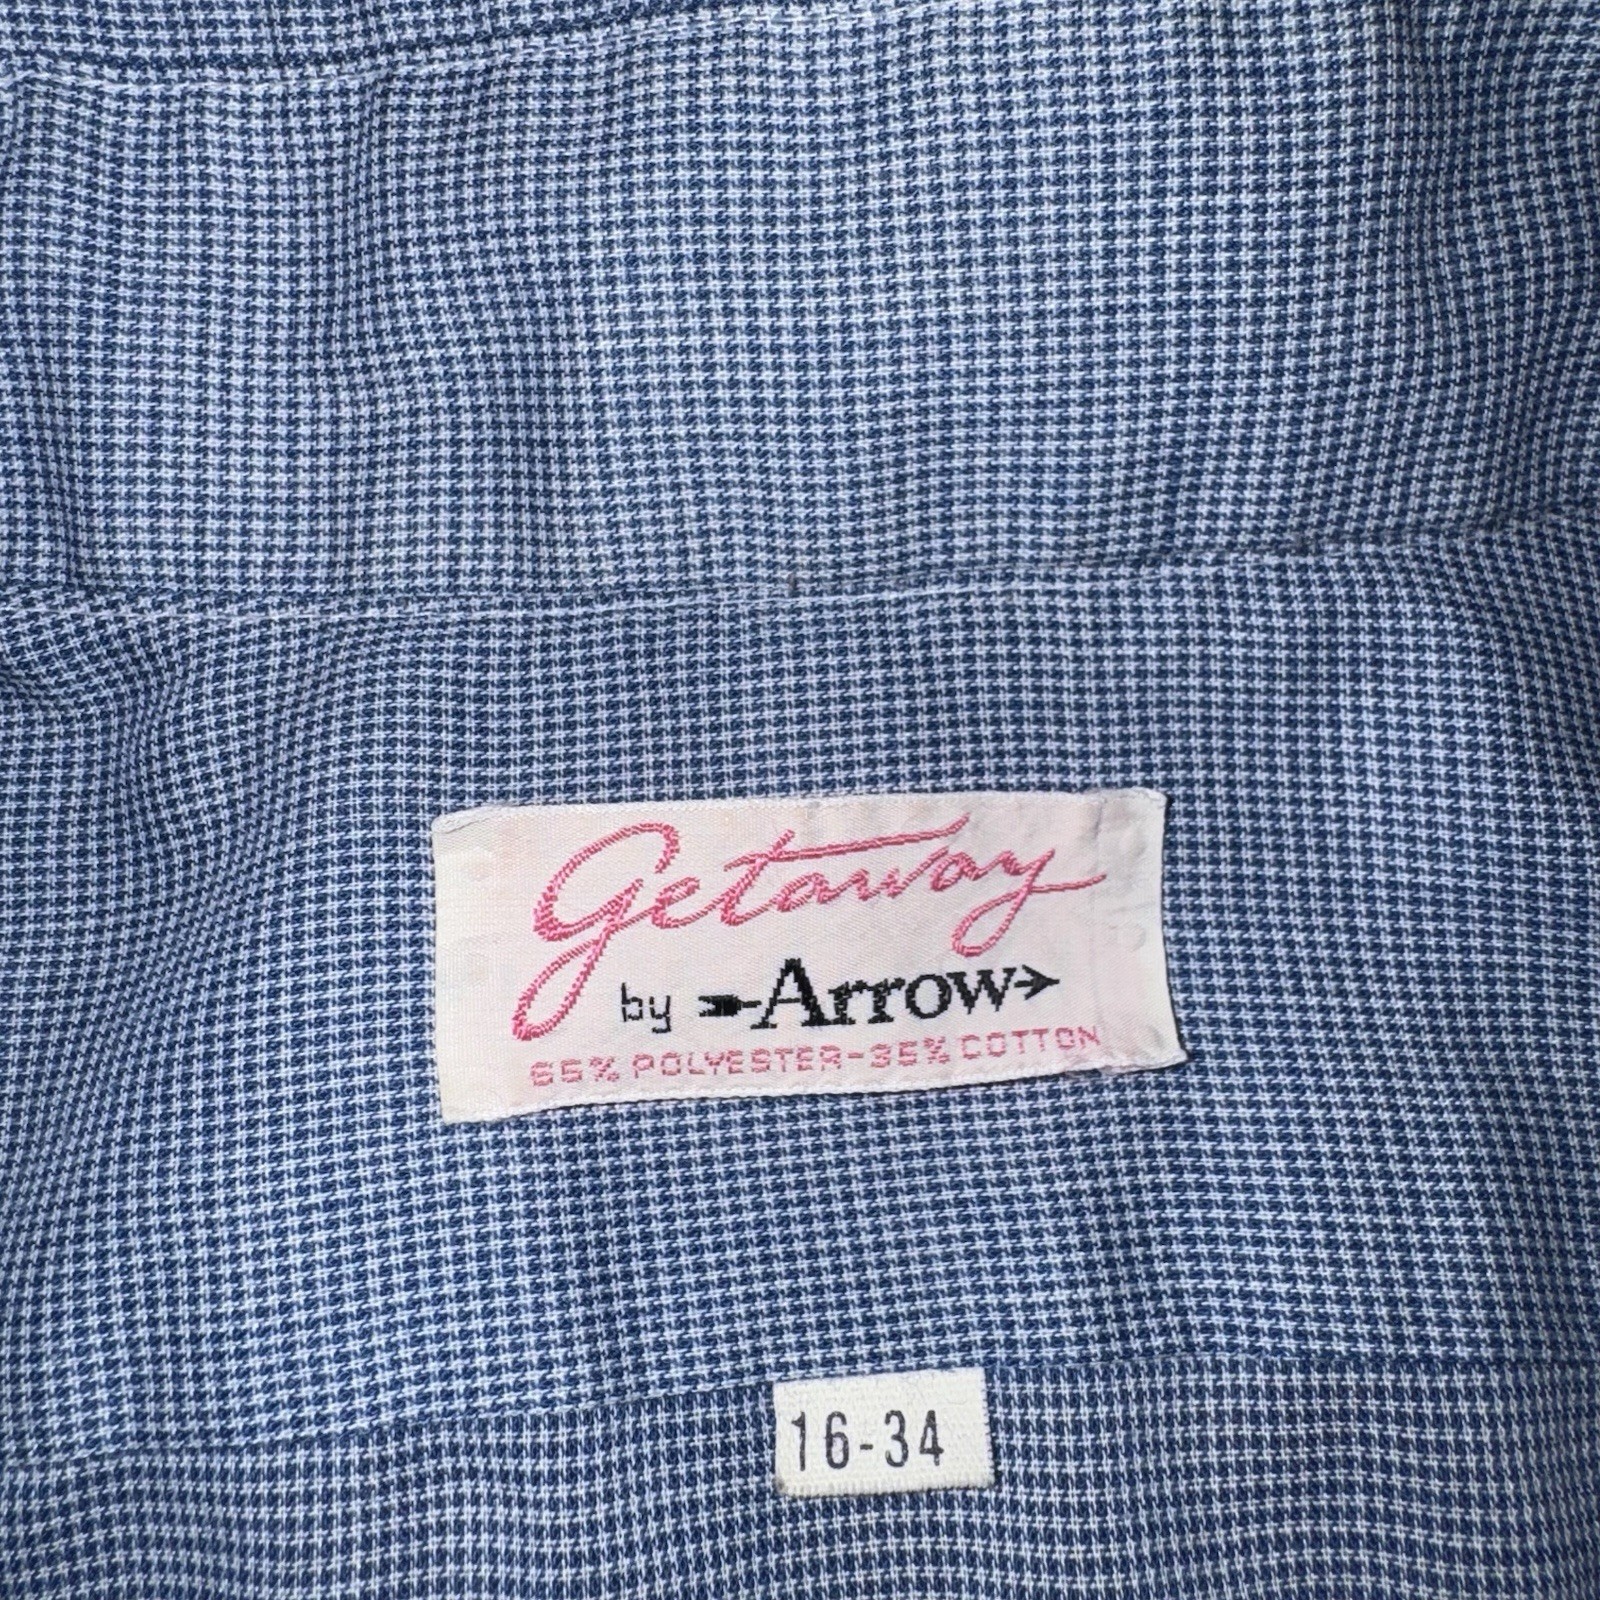 Getaway
by Arrow
65% POLYESTER-35% COTTON
16-34